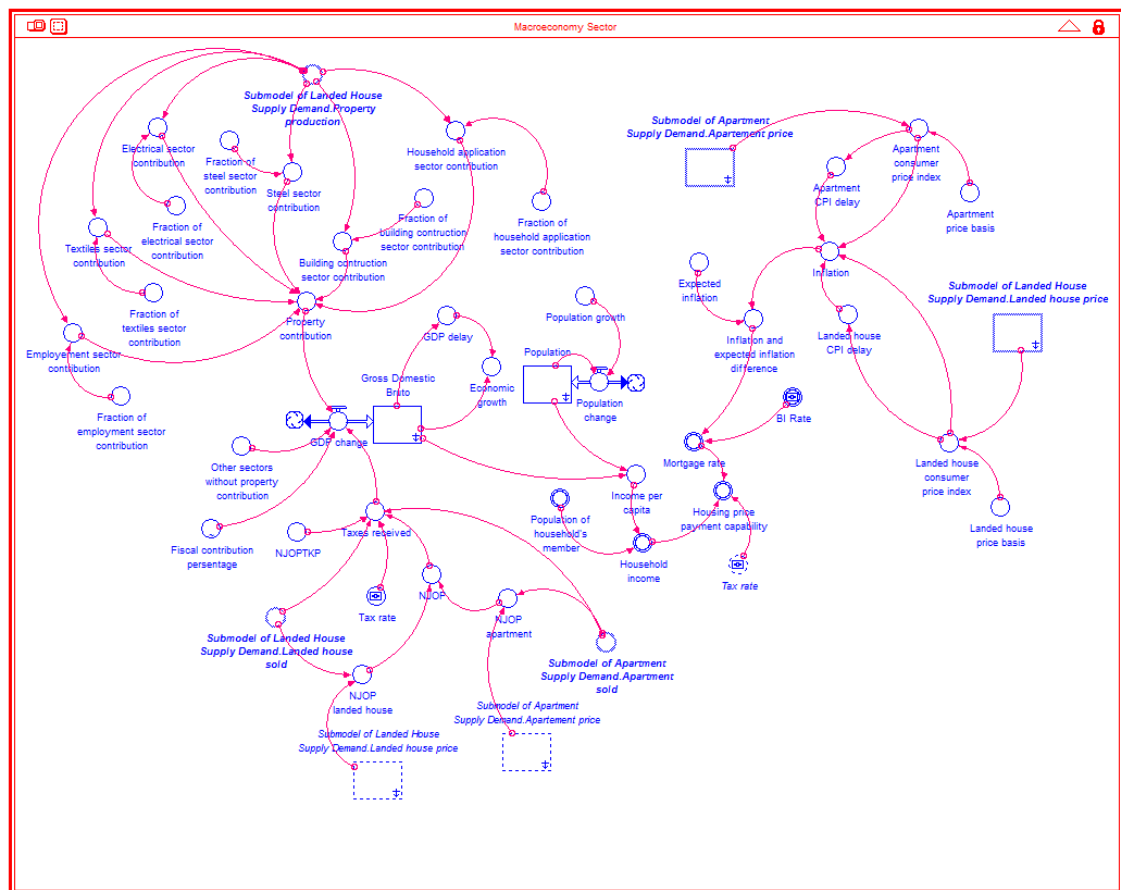 Macroeconomy Sector
Submodel of Landed House
Supply Demand.Property
production
Electrical sector
contribution
Fraction of
steel sector
contribution
Steel sector
contribution
Household application
sector contribution
Fraction of
electrical sector
contribution
Textiles sector
contribution
Fraction of
building contruction
sector contribution
Fraction of
household application
sector contribution
Building contruction
sector contribution
Fraction of
textiles sector
contribution
Property
contribution
Employement sector
contribution
Fraction of
employment sector
contribution
Submodel of Apartment
Supply Demand.Apartement price
Apartment
consumer
price index
Apartment
CPI delay
Apartment
price basis
Inflation
Expected
inflation
Submodel of Landed House
Supply Demand.Landed house price
Landed house
CPI delay
Inflation and
expected inflation
difference
Population growth
GDP delay
Population
Economic
growth
Gross Domestic
Bruto
Population
change
BI Rate
GDP change
Other sectors
without property
contribution
Mortgage rate
Landed house
consumer
price index
Income per
capita
Housing price
payment capability
Landed house
price basis
Population of
household's
member
Fiscal contribution
persentage
NJOPTKP
Taxes received
Household
income
Tax rate
NJOP
Tax rate
NJOP
apartment
Submodel of Landed House
Supply Demand.Landed house
sold
Submodel of Apartment
Supply Demand.Apartment
sold
NJOP
landed house
Submodel of Apartment
Supply Demand.Apartement price
Submodel of Landed House
Supply Demand.Landed house price